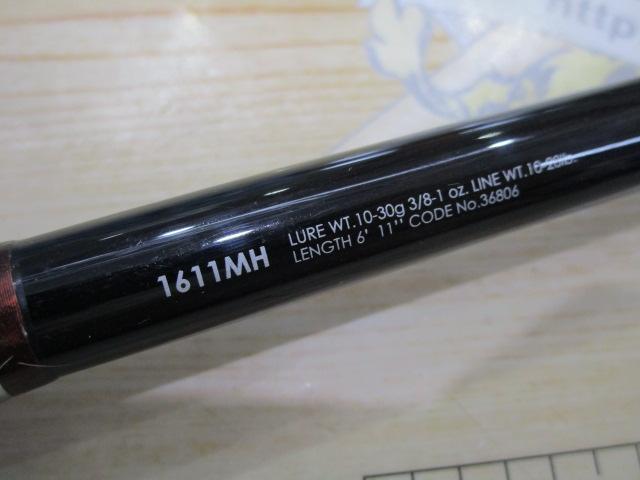 1611MH
LURE WT.10-30g 3/8-1 oz. LINE WT.10-20lb.
LENGTH 6' 11'' CODE No.36806
http